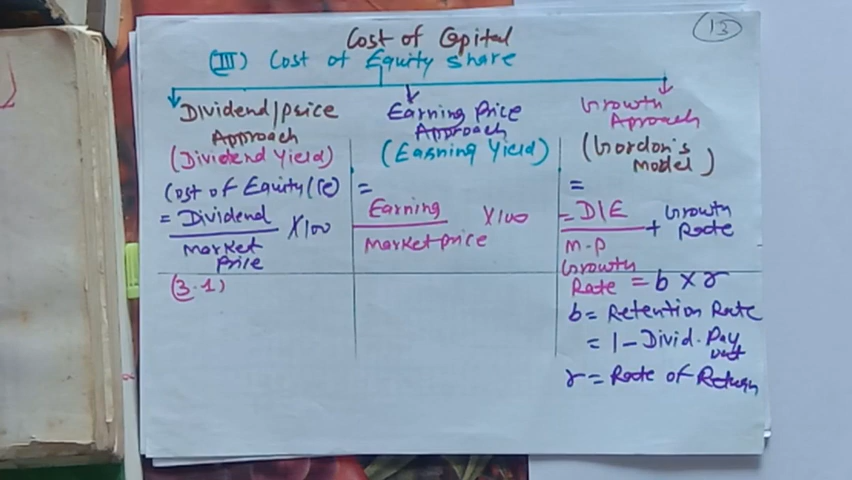 13
Cost of Capital
(III) Cost of Equity share
Dividend/price
Approach
(Dividend Yield)
Cost of Equity (re)
= Dividend
Market
Price
X100
(3.1)
Earning Price
Approach
(Earning Yield)
=
Earning
Market price
X100
Growth
Approach
(Gordon's
Model)
=
= D/E
M.P
+ Growth
Rate
Growth
Rate = b x r
b = Retention Rate
= 1 - Divid. Pay
out
r = Rate of Return